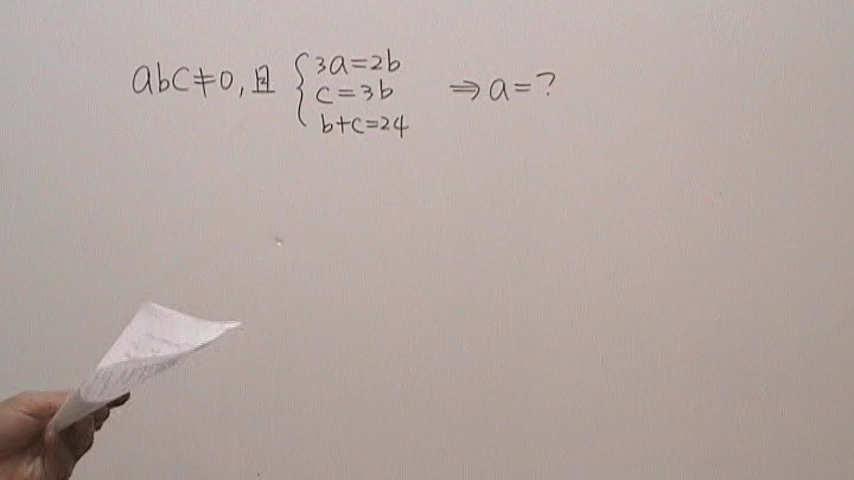 abc≠0,且 { 3a=2b
c=3b ⇒a=?
b+c=24